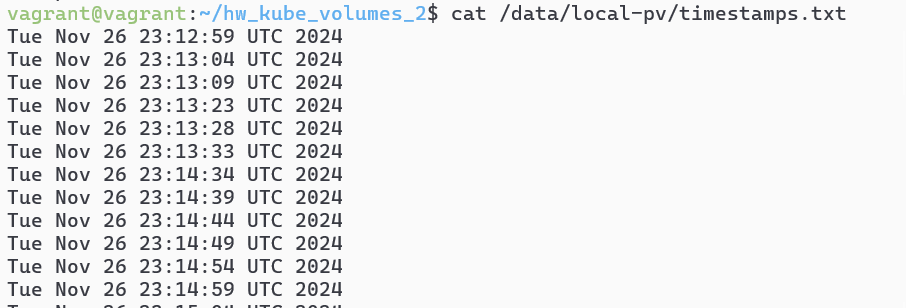 vagrant@vagrant:~/hw_kube_volumes_2$ cat /data/local-pv/timestamps.txt
Tue Nov 26 23:12:59 UTC 2024
Tue Nov 26 23:13:04 UTC 2024
Tue Nov 26 23:13:09 UTC 2024
Tue Nov 26 23:13:23 UTC 2024
Tue Nov 26 23:13:28 UTC 2024
Tue Nov 26 23:13:33 UTC 2024
Tue Nov 26 23:14:34 UTC 2024
Tue Nov 26 23:14:39 UTC 2024
Tue Nov 26 23:14:44 UTC 2024
Tue Nov 26 23:14:49 UTC 2024
Tue Nov 26 23:14:54 UTC 2024
Tue Nov 26 23:14:59 UTC 2024